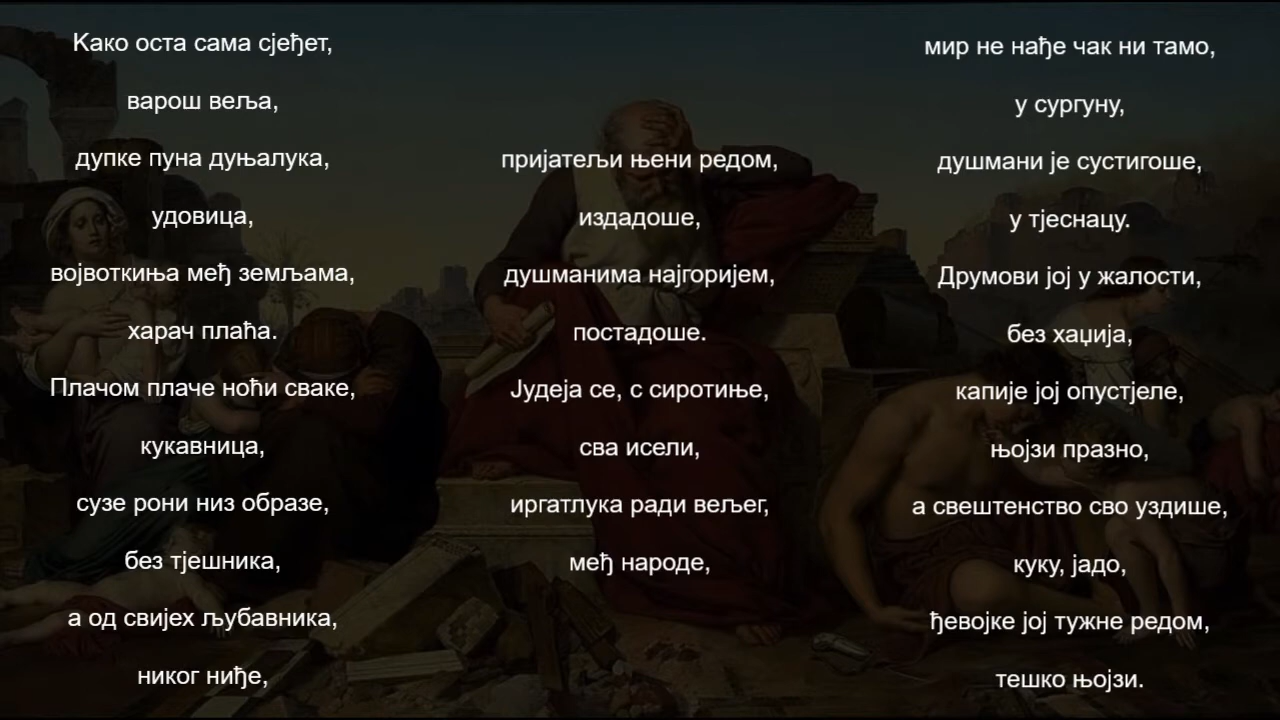 Како оста сама сјеђет,
варош веља,
дупке пуна дуњалука,
удовица,
војвоткиња међ земљама,
харач плаћа.
Плачом плаче ноћи сваке,
кукавница,
сузе рони низ образе,
без тјешника,
а од свијех љубавника,
никог ниђе,
пријатељи њени редом,
издадоше,
душманима најгоријем,
постадоше.
Јудеја се, с сиротиње,
сва исели,
иргатлука ради вељег,
међ народе,
мир не нађе чак ни тамо,
у сургуну,
душмани је сустигоше,
у тјеснацу.
Друмови јој у жалости,
без хаџија,
капије јој опустјеле,
њојзи празно,
а свештенство сво уздише,
куку, јадо,
ђевојке јој тужне редом,
тешко њојзи.